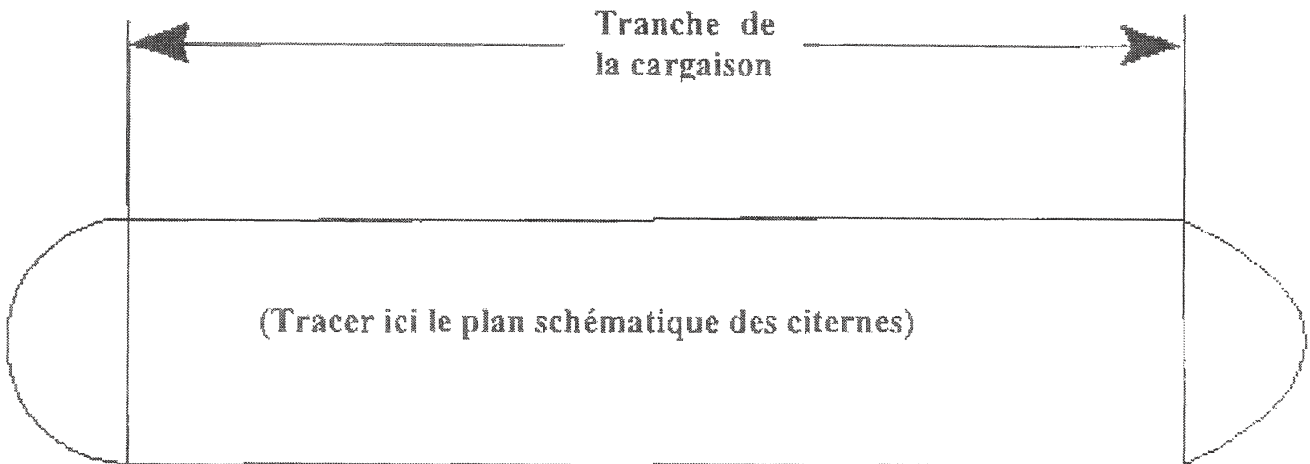 Tranche de
la cargaison
(Tracer ici le plan schématique des citernes)